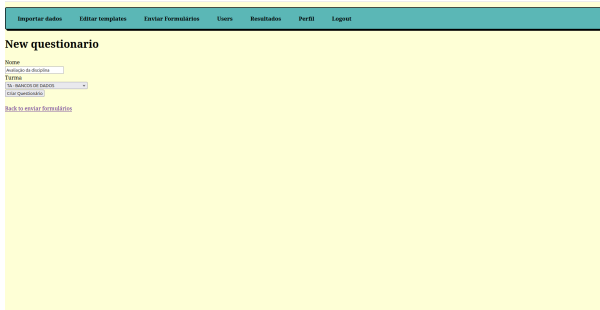 Importar dados Editar templates Enviar Formulários Users Resultados Perfil Logout
New questionario
Nome
Avaliação da disciplina
Turma
TA - BANCOS DE DADOS
Criar Questionário
Back to enviar formulários